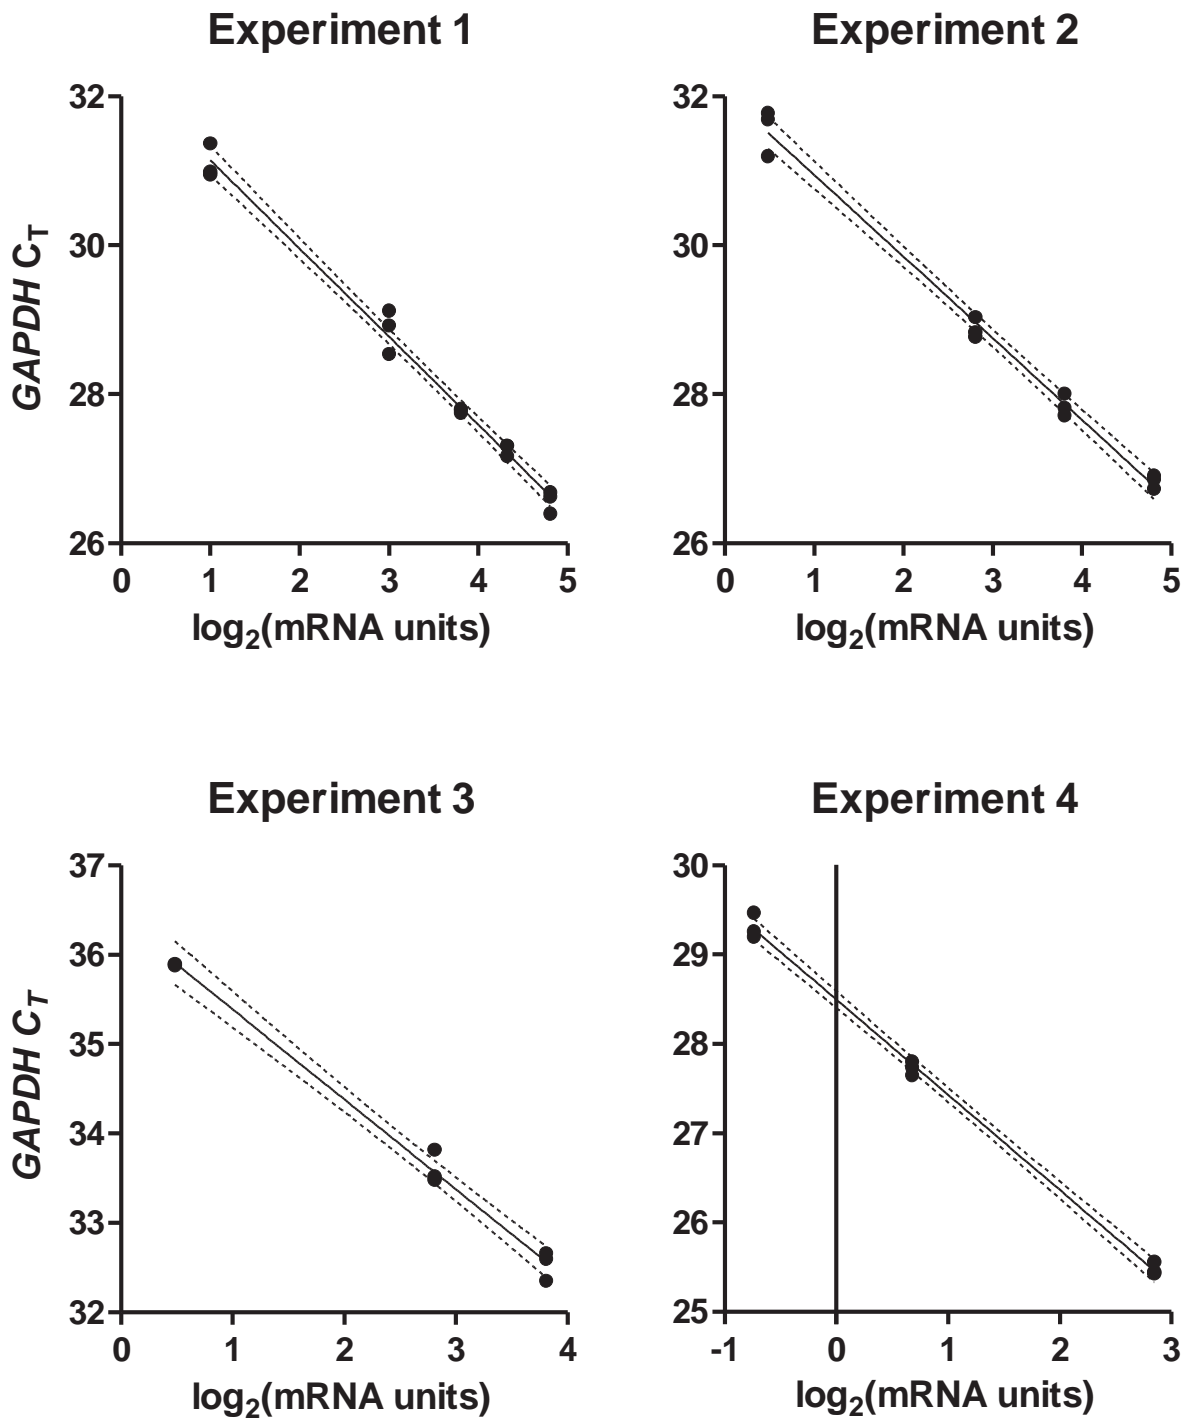 Experiment 1
GAPDH C_T
32
30
28
26
0 1 2 3 4 5
log₂(mRNA units)
Experiment 2
32
30
28
26
0 1 2 3 4 5
log₂(mRNA units)
Experiment 3
GAPDH C_T
37
36
35
34
33
32
0 1 2 3 4
log₂(mRNA units)
Experiment 4
30
29
28
27
26
25
-1 0 1 2 3
log₂(mRNA units)